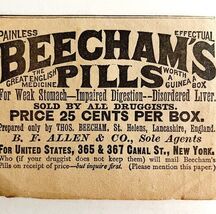 PAINLESS EFFECTUAL
BEECHAM'S
THE GREAT ENGLISH MEDICINE PILLS WORTH A GUINEA A BOX
For Weak Stomach—Impaired Digestion—Disordered Liver.
SOLD BY ALL DRUGGISTS.
PRICE 25 CENTS PER BOX.
Prepared only by THOS. BEECHAM, St. Helens, Lancashire, England.
B. F. ALLEN & CO., Sole Agents
For UNITED STATES, 365 & 367 CANAL ST., NEW YORK.
Who (if your druggist does not keep them) will mail Beecham's
Pills on receipt of price—but inquire first. (Please mention this paper.)